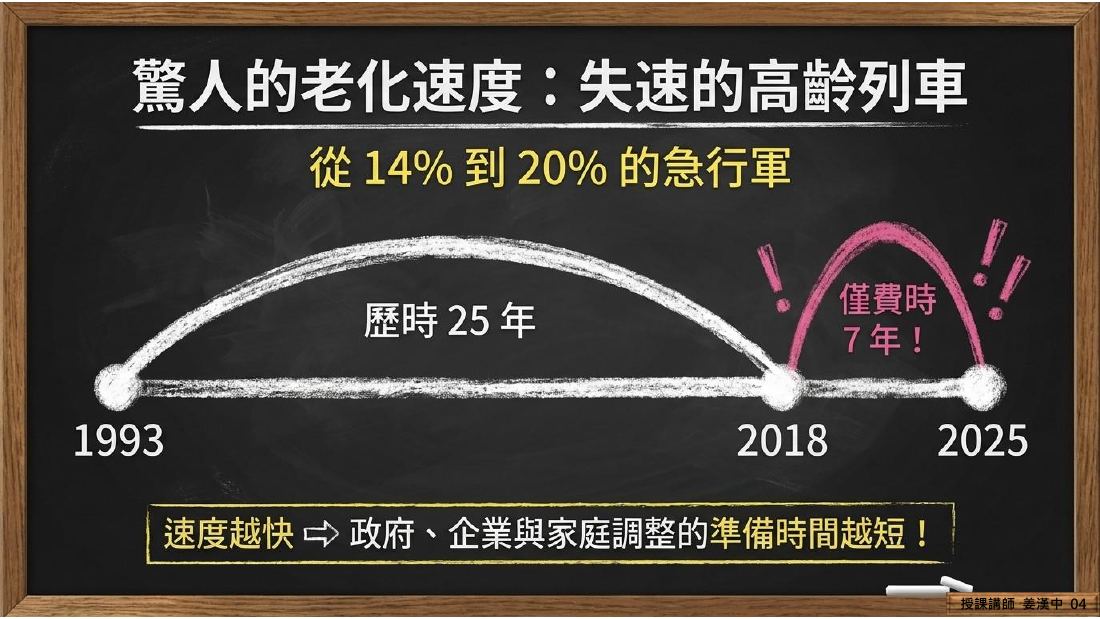 驚人的老化速度：失速的高齡列車
從 14% 到 20% 的急行軍
歷時 25 年
僅費時
7 年！
1993
2018
2025
速度越快 ⇨ 政府、企業與家庭調整的準備時間越短！
授課講師 姜漢中 04